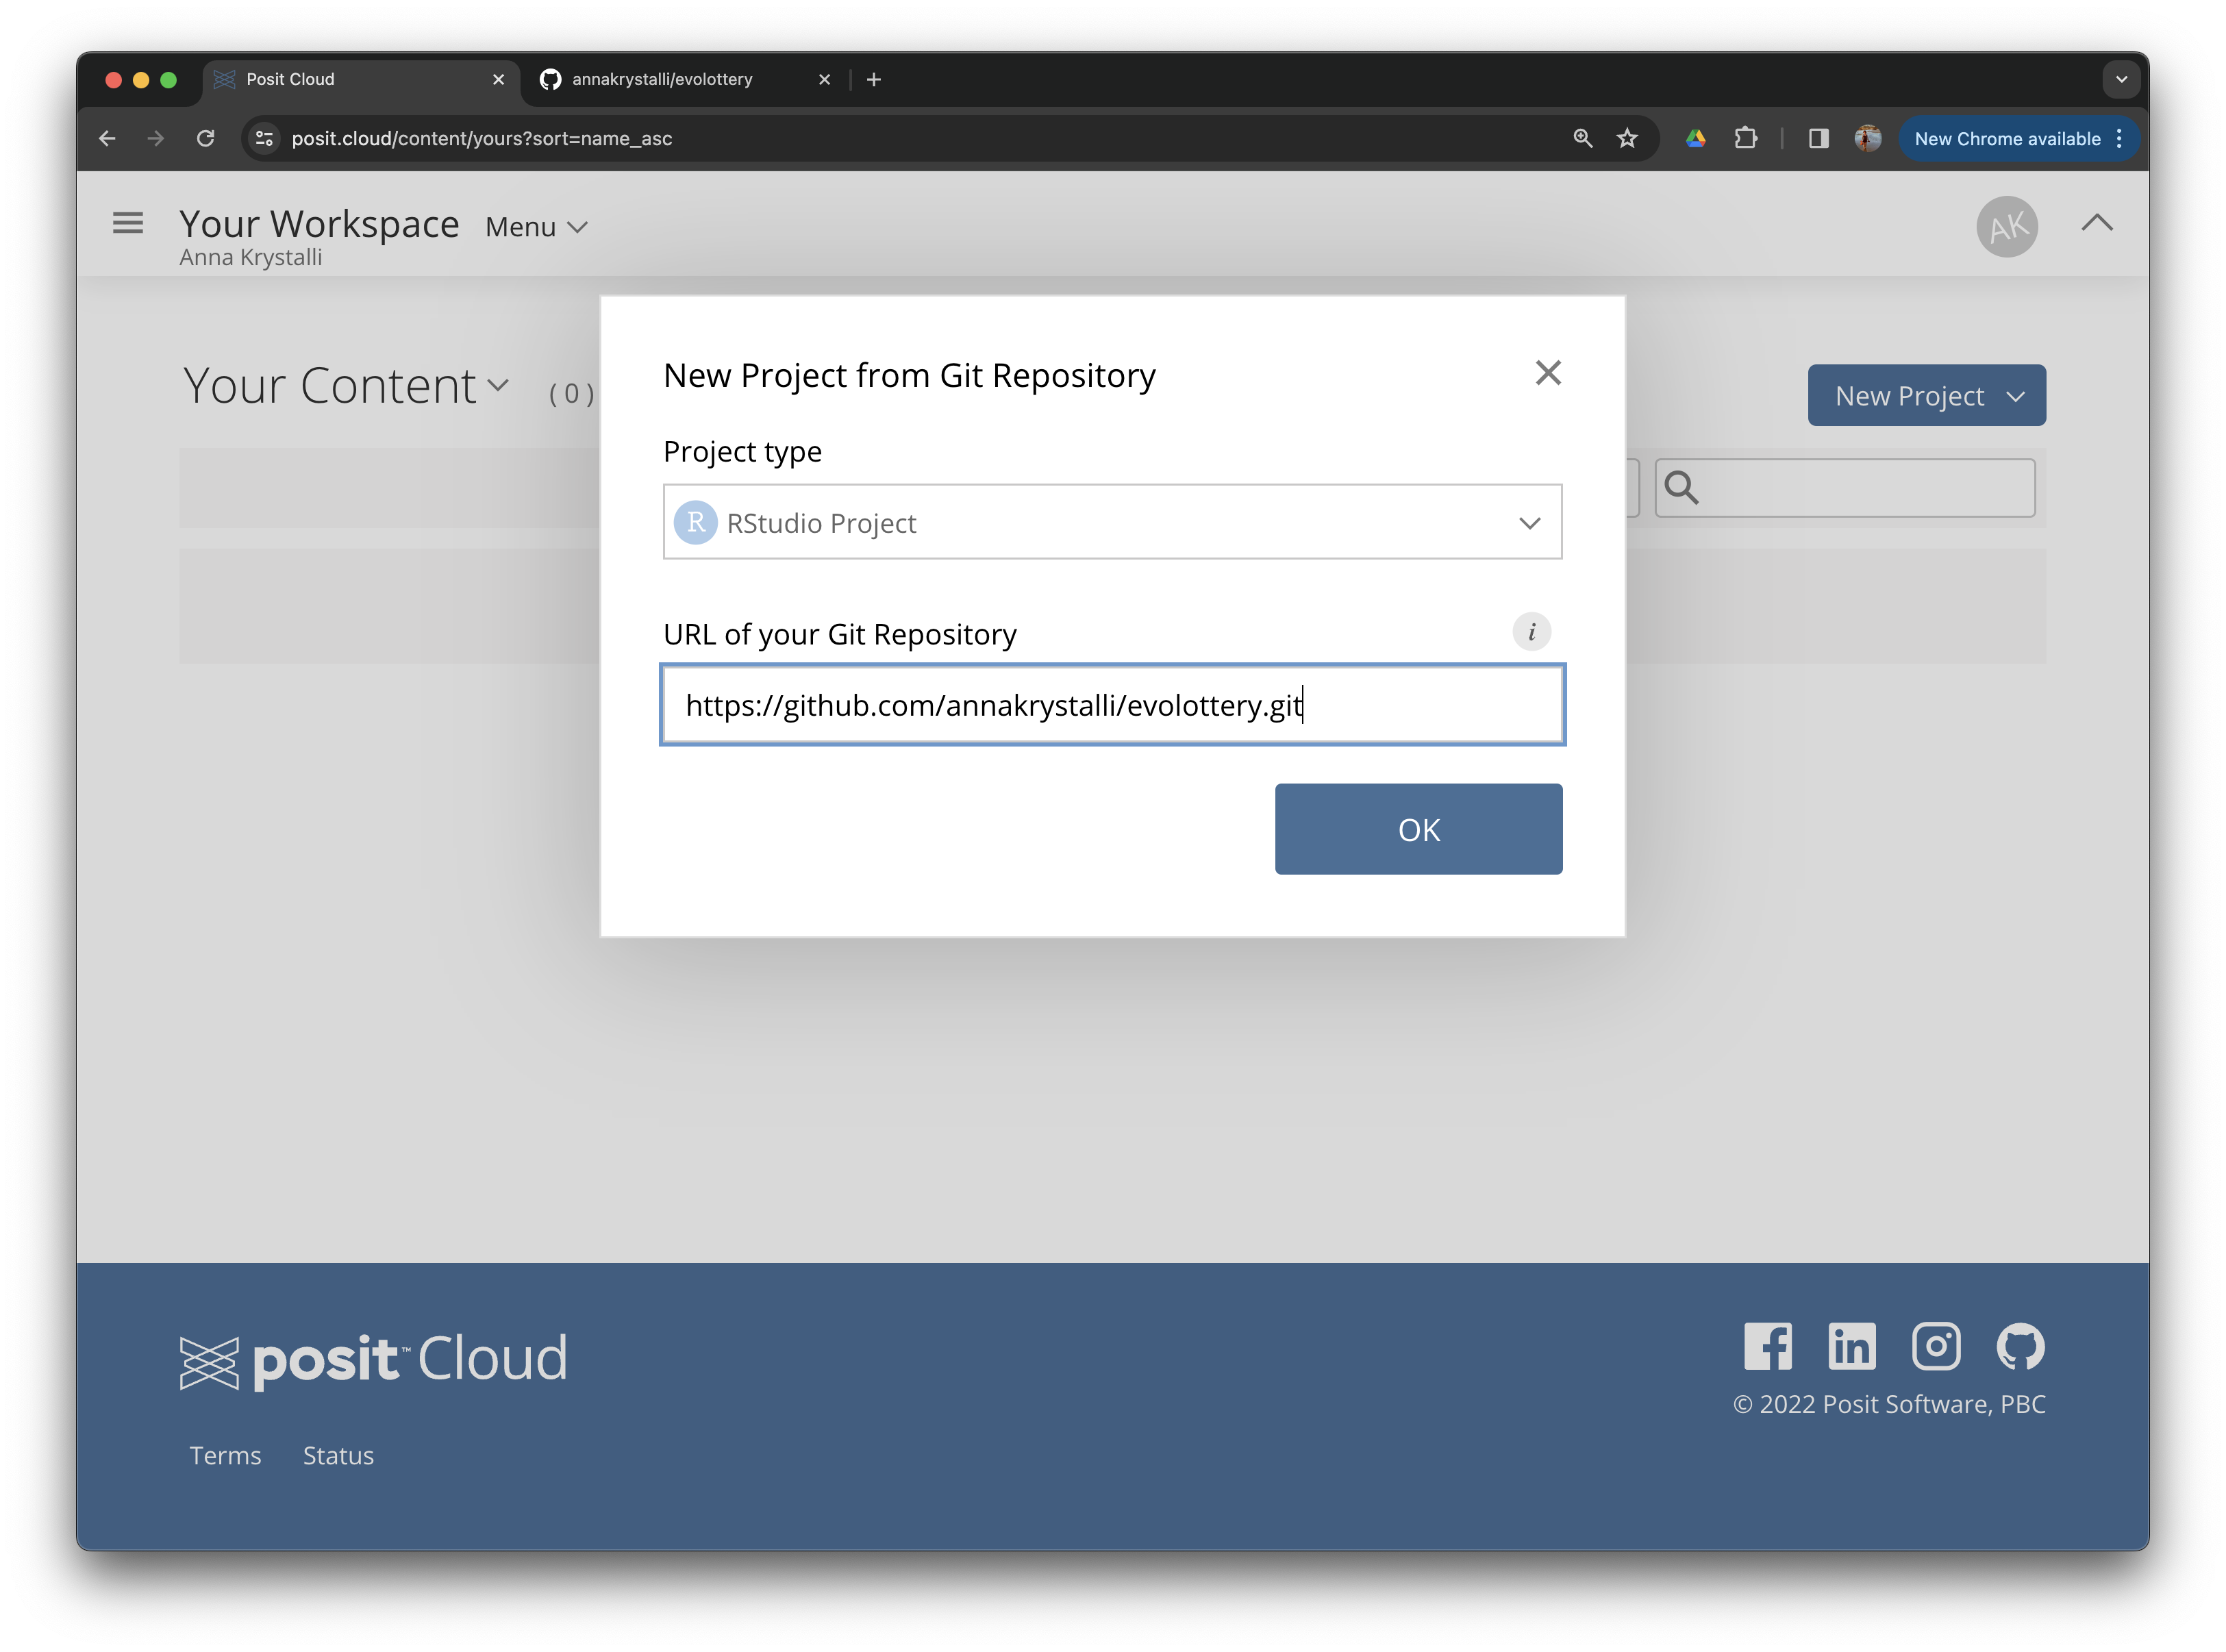 Posit Cloud
annakrystalli/evolottery
posit.cloud/content/yours?sort=name_asc
New Chrome available
Your Workspace
Menu
Anna Krystalli
AK
Your Content
( 0 )
New Project
New Project from Git Repository
Project type
R RStudio Project
URL of your Git Repository
i
https://github.com/annakrystalli/evolottery.git
OK
posit™ Cloud
© 2022 Posit Software, PBC
Terms
Status